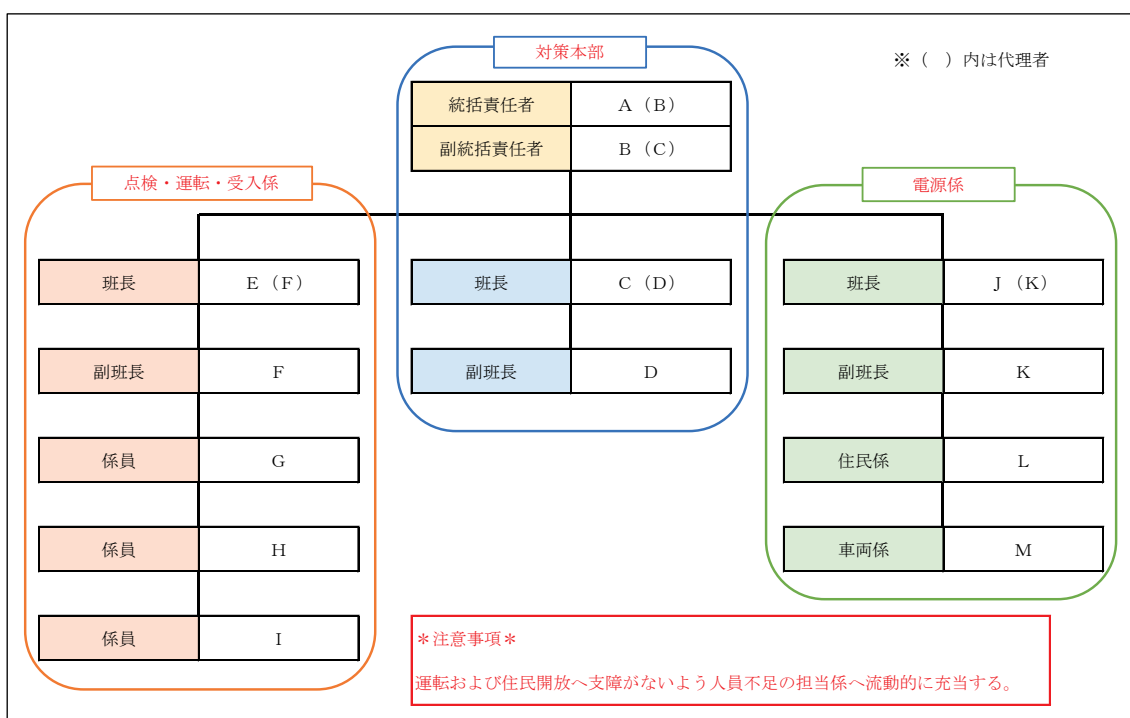 対策本部
※（　）内は代理者
統括責任者 A（B）
副統括責任者 B（C）
点検・運転・受入係
電源係
班長 E（F）
班長 C（D）
班長 J（K）
副班長 F
副班長 D
副班長 K
係員 G
住民係 L
係員 H
車両係 M
係員 I
＊注意事項＊
運転および住民開放へ支障がないよう人員不足の担当係へ流動的に充当する。